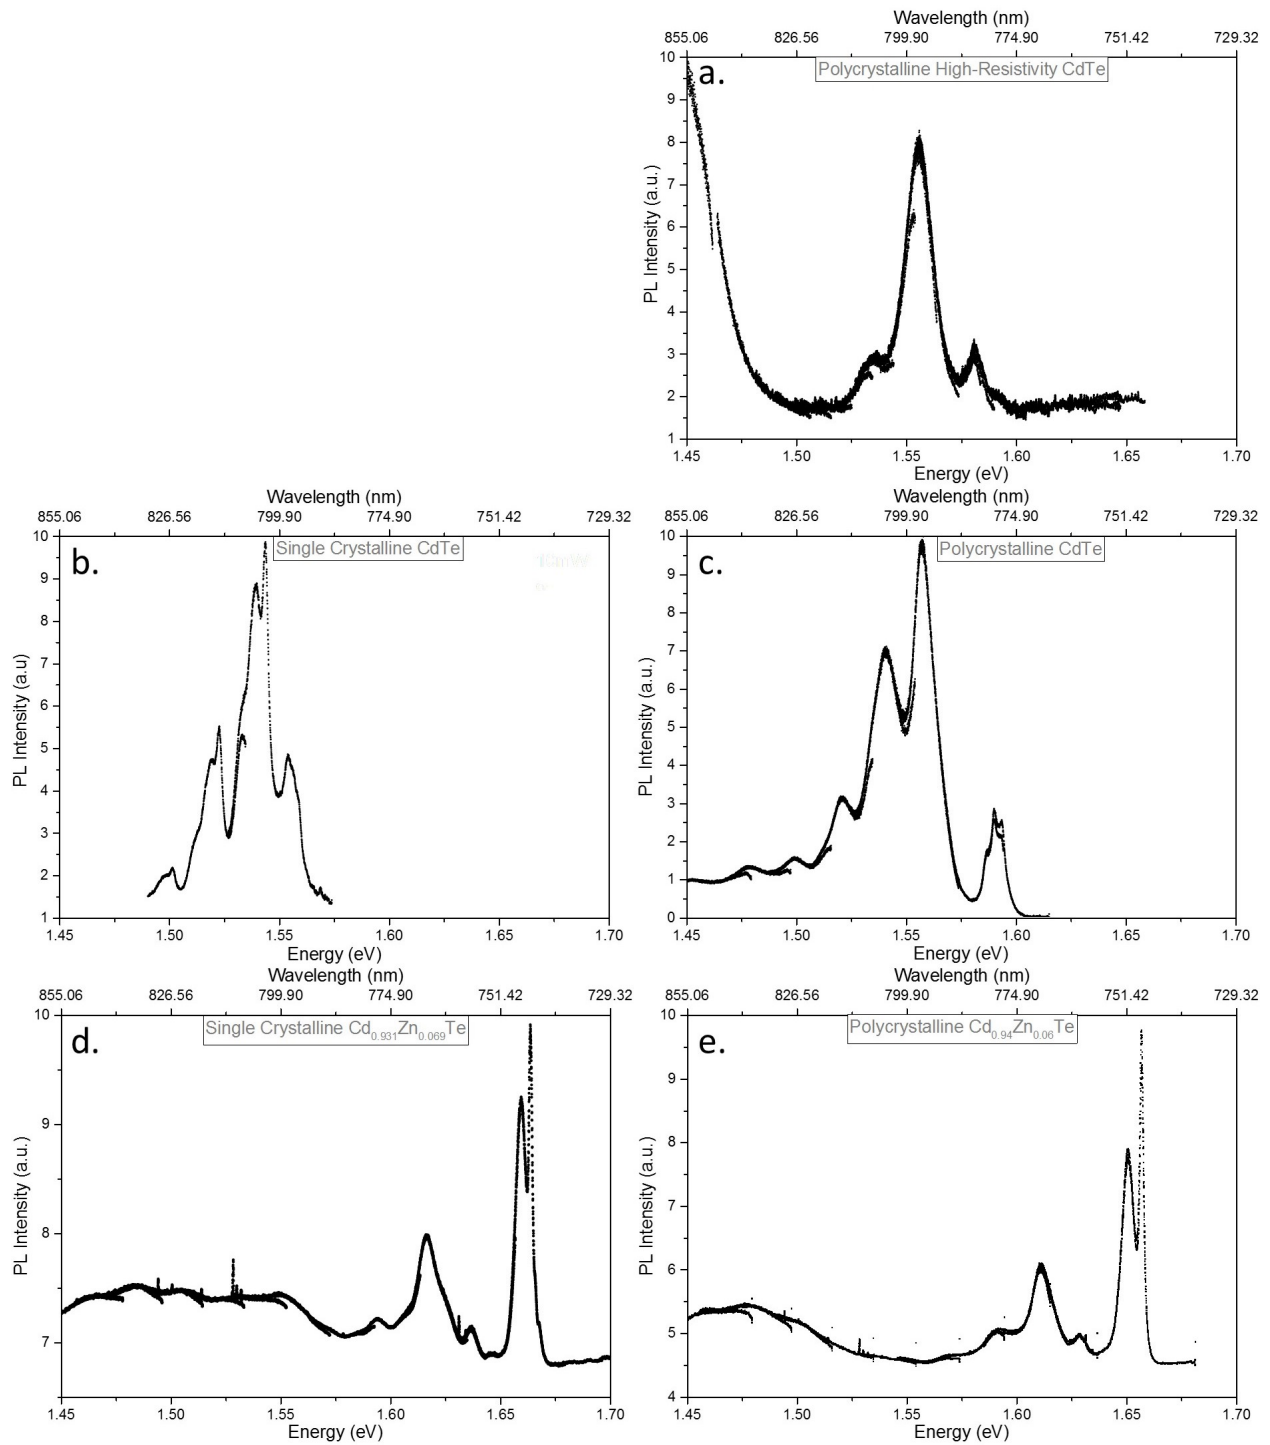 Wavelength (nm)
855.06 826.56 799.90 774.90 751.42 729.32
a.
Polycrystalline High-Resistivity CdTe
10
9
8
7
6
5
4
3
2
1
PL Intensity (a.u.)
1.45 1.50 1.55 1.60 1.65 1.70
Energy (eV)
Wavelength (nm)
855.06 826.56 799.90 774.90 751.42 729.32
b.
Single Crystalline CdTe
10
9
8
7
6
5
4
3
2
1
PL Intensity (a.u)
1.45 1.50 1.55 1.60 1.65 1.70
Energy (eV)
Wavelength (nm)
855.06 826.56 799.90 774.90 751.42 729.32
c.
Polycrystalline CdTe
10
9
8
7
6
5
4
3
2
1
0
PL Intensity (a.u.)
1.45 1.50 1.55 1.60 1.65 1.70
Energy (eV)
Wavelength (nm)
855.06 826.56 799.90 774.90 751.42 729.32
d.
Single Crystalline Cd0.931Zn0.069Te
10
9
8
7
PL Intensity (a.u.)
1.45 1.50 1.55 1.60 1.65 1.70
Energy (eV)
Wavelength (nm)
855.06 826.56 799.90 774.90 751.42 729.32
e.
Polycrystalline Cd0.94Zn0.06Te
10
9
8
7
6
5
4
PL Intensity (a.u.)
1.45 1.50 1.55 1.60 1.65 1.70
Energy (eV)